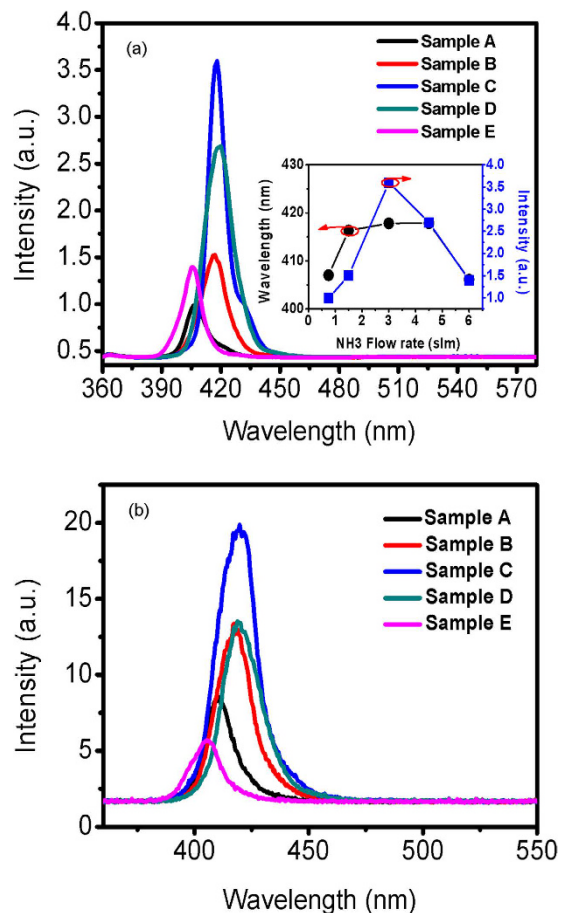 (a)
Sample A
Sample B
Sample C
Sample D
Sample E
4.0
3.5
3.0
2.5
2.0
1.5
1.0
0.5
Intensity (a.u.)
360 390 420 450 480 510 540 570
Wavelength (nm)
430
420
410
400
Wavelength (nm)
4.0
3.5
3.0
2.5
2.0
1.5
1.0
Intensity (a.u.)
0 1 2 3 4 5 6
NH3 Flow rate (slm)
(b)
Sample A
Sample B
Sample C
Sample D
Sample E
20
15
10
5
0
Intensity (a.u.)
400 450 500 550
Wavelength (nm)